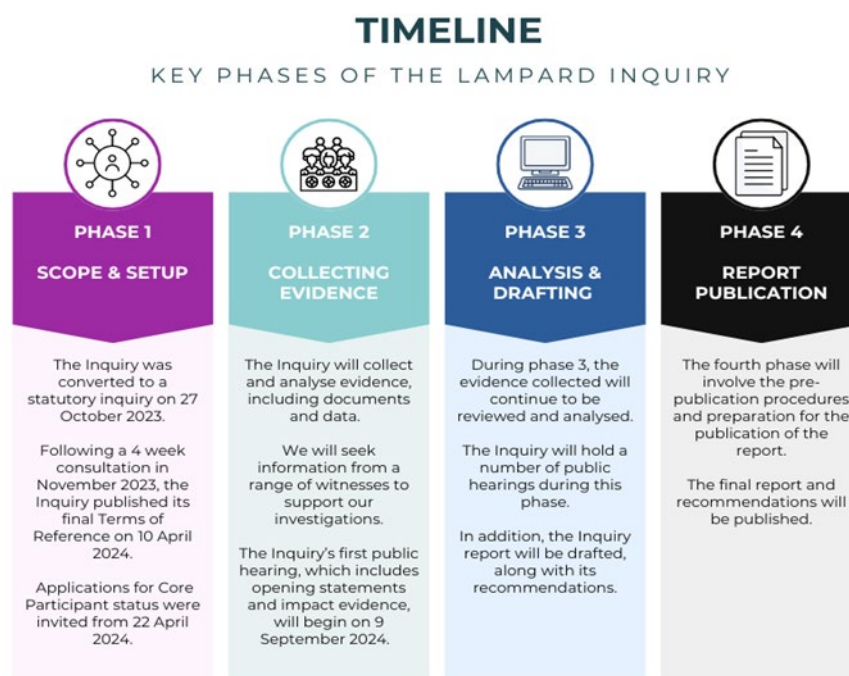 TIMELINE
KEY PHASES OF THE LAMPARD INQUIRY
PHASE 1
SCOPE & SETUP
The Inquiry was
converted to a
statutory inquiry on 27
October 2023.
Following a 4 week
consultation in
November 2023, the
Inquiry published its
final Terms of
Reference on 10 April
2024.
Applications for Core
Participant status were
invited from 22 April
2024.
PHASE 2
COLLECTING
EVIDENCE
The Inquiry will collect
and analyse evidence,
including documents
and data.
We will seek
information from a
range of witnesses to
support our
investigations.
The Inquiry's first public
hearing, which includes
opening statements
and impact evidence,
will begin on 9
September 2024.
PHASE 3
ANALYSIS &
DRAFTING
During phase 3, the
evidence collected will
continue to be
reviewed and analysed.
The Inquiry will hold a
number of public
hearings during this
phase.
In addition, the Inquiry
report will be drafted,
along with its
recommendations.
PHASE 4
REPORT
PUBLICATION
The fourth phase will
involve the pre-
publication procedures
and preparation for the
publication of the
report.
The final report and
recommendations will
be published.